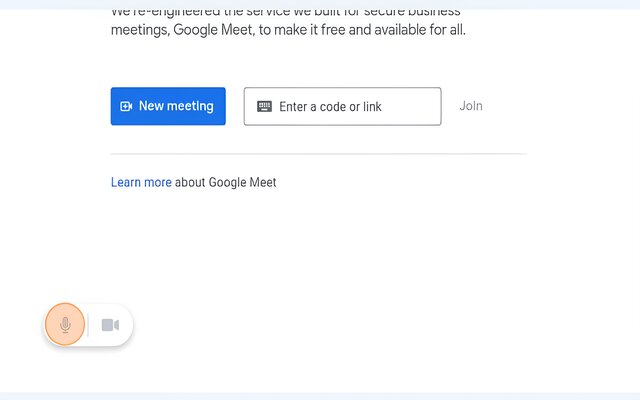 We re-engineered the service we built for secure business
meetings, Google Meet, to make it free and available for all.
New meeting
Enter a code or link
Join
Learn more about Google Meet